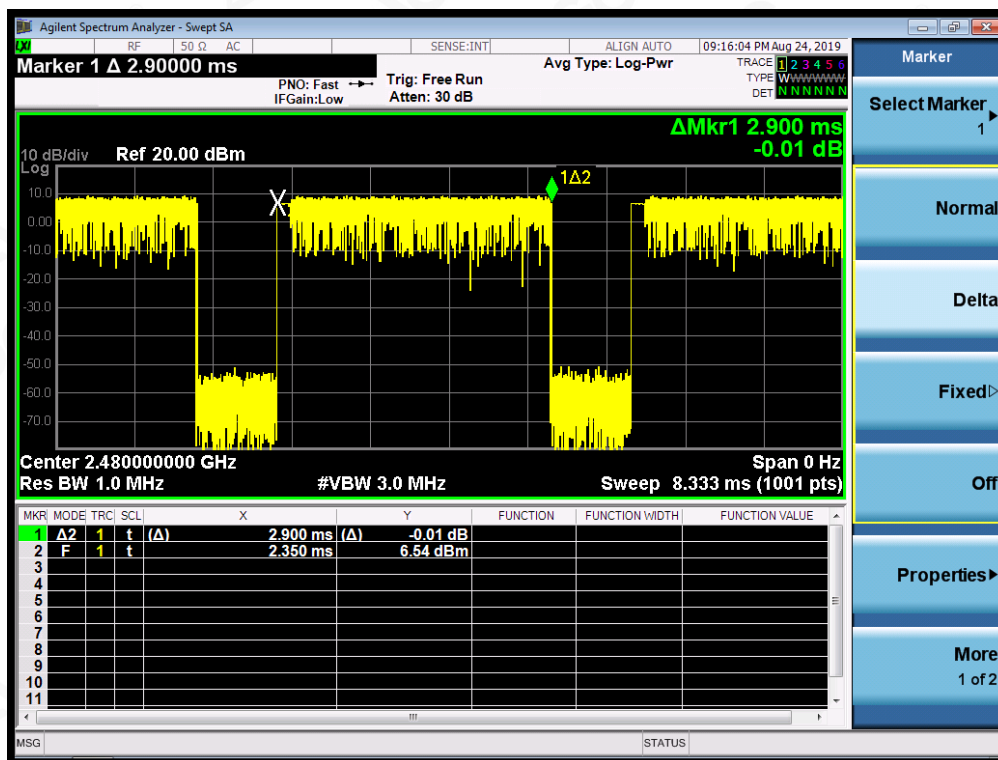 Agilent Spectrum Analyzer - Swept SA
LXI RF 50 Ω AC SENSE:INT ALIGN AUTO 09:16:04 PM Aug 24, 2019
Marker 1 Δ 2.90000 ms
PNO: Fast
IFGain:Low
Trig: Free Run
Atten: 30 dB
Avg Type: Log-Pwr
TRACE 1 2 3 4 5 6
TYPE WWWWWW
DET N N N N N N
ΔMkr1 2.900 ms
-0.01 dB
10 dB/div Ref 20.00 dBm
Log
1Δ2
10.0
0.00
-10.0
-20.0
-30.0
-40.0
-50.0
-60.0
-70.0
Center 2.480000000 GHz Span 0 Hz
Res BW 1.0 MHz #VBW 3.0 MHz Sweep 8.333 ms (1001 pts)
MKR MODE TRC SCL X Y FUNCTION FUNCTION WIDTH FUNCTION VALUE
1 Δ2 1 t (Δ) 2.900 ms (Δ) -0.01 dB
2 F 1 t 2.350 ms 6.54 dBm
3
4
5
6
7
8
9
10
11
MSG STATUS
Marker
Select Marker
1
Normal
Delta
Fixed
Off
Properties
More
1 of 2